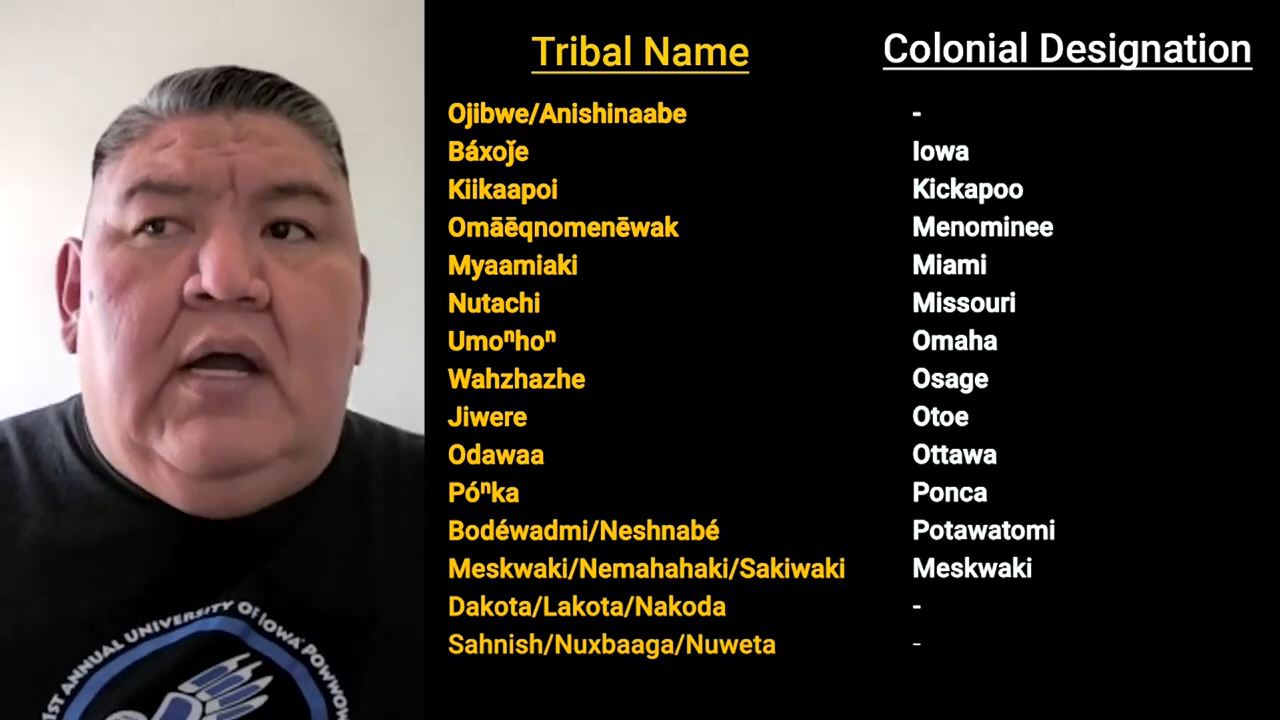 Tribal Name Colonial Designation
Ojibwe/Anishinaabe -
Báxoǰe Iowa
Kiikaapoi Kickapoo
Omāēqnomenēwak Menominee
Myaamiaki Miami
Nutachi Missouri
Umoⁿhoⁿ Omaha
Wahzhazhe Osage
Jiwere Otoe
Odawaa Ottawa
Póⁿka Ponca
Bodéwadmi/Neshnabé Potawatomi
Meskwaki/Nemahahaki/Sakiwaki Meskwaki
Dakota/Lakota/Nakoda -
Sahnish/Nuxbaaga/Nuweta -
1ST ANNUAL UNIVERSITY OF IOWA POWWOW